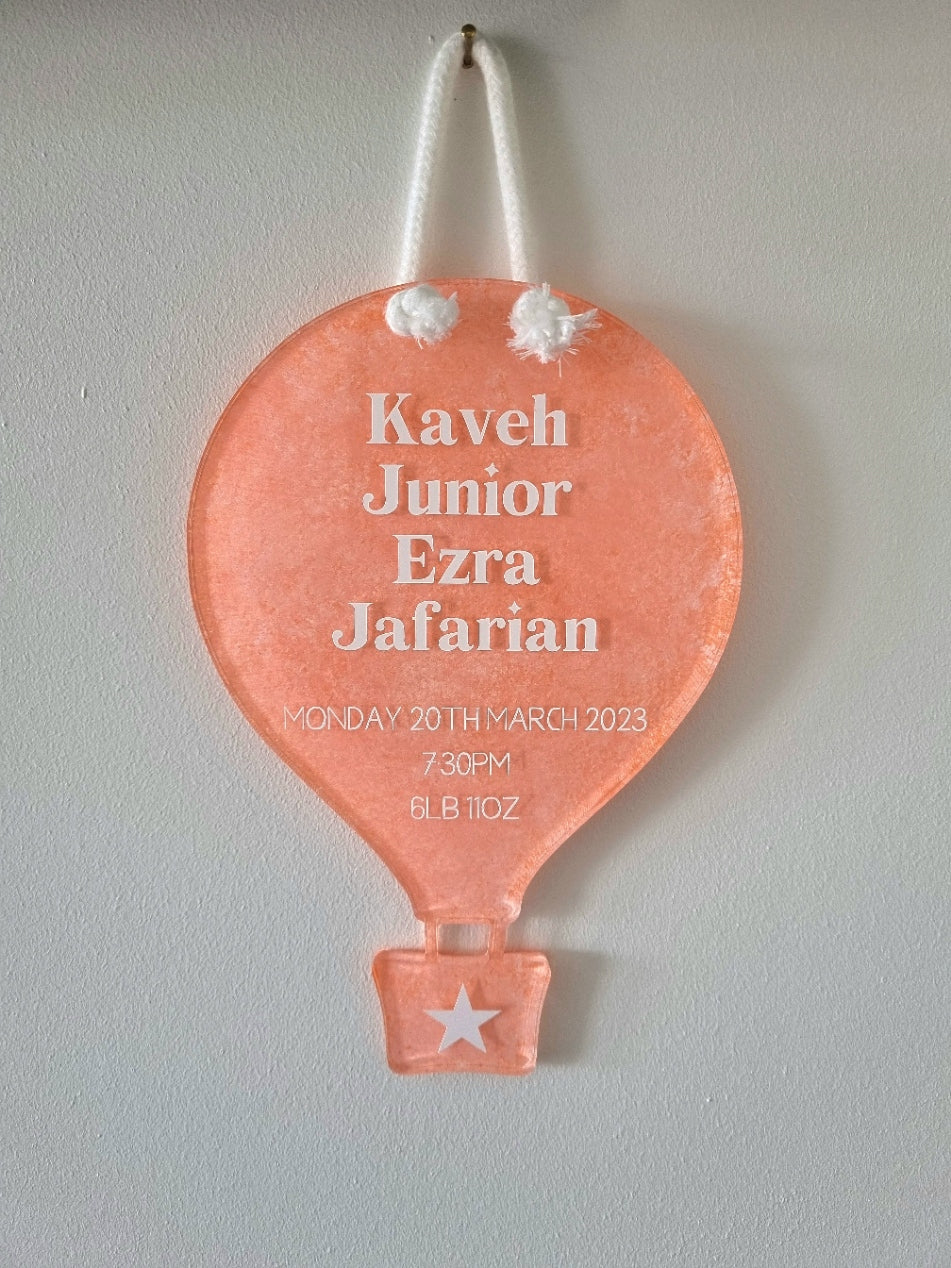 Kaveh
Junior
Ezra
Jafarian
MONDAY 20TH MARCH 2023
7:30PM
6LB 11OZ